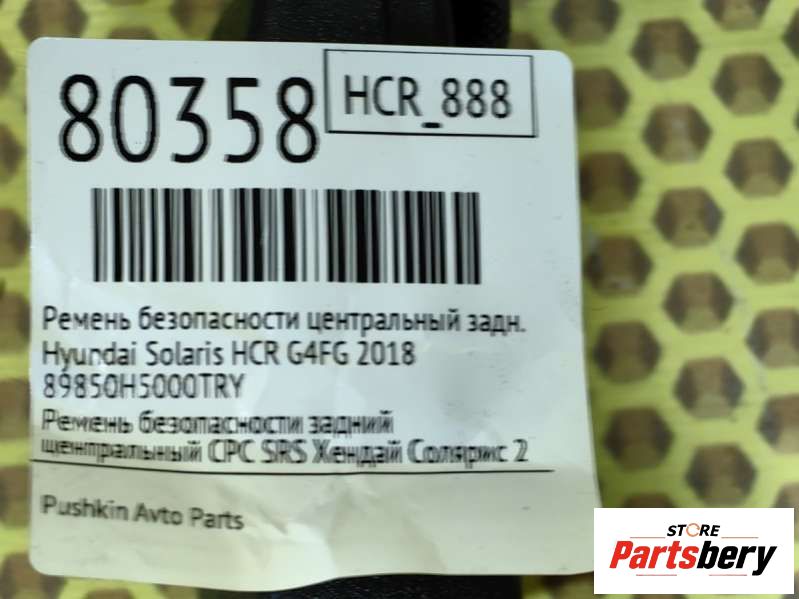 80358
HCR_888
Ремень безопасности центральный задн.
Hyundai Solaris HCR G4FG 2018
89850H5000TRY
Ремень безопасности задний
центральный СРС SRS Хендай Солярис 2
Pushkin Avto Parts
STORE
Partsbery